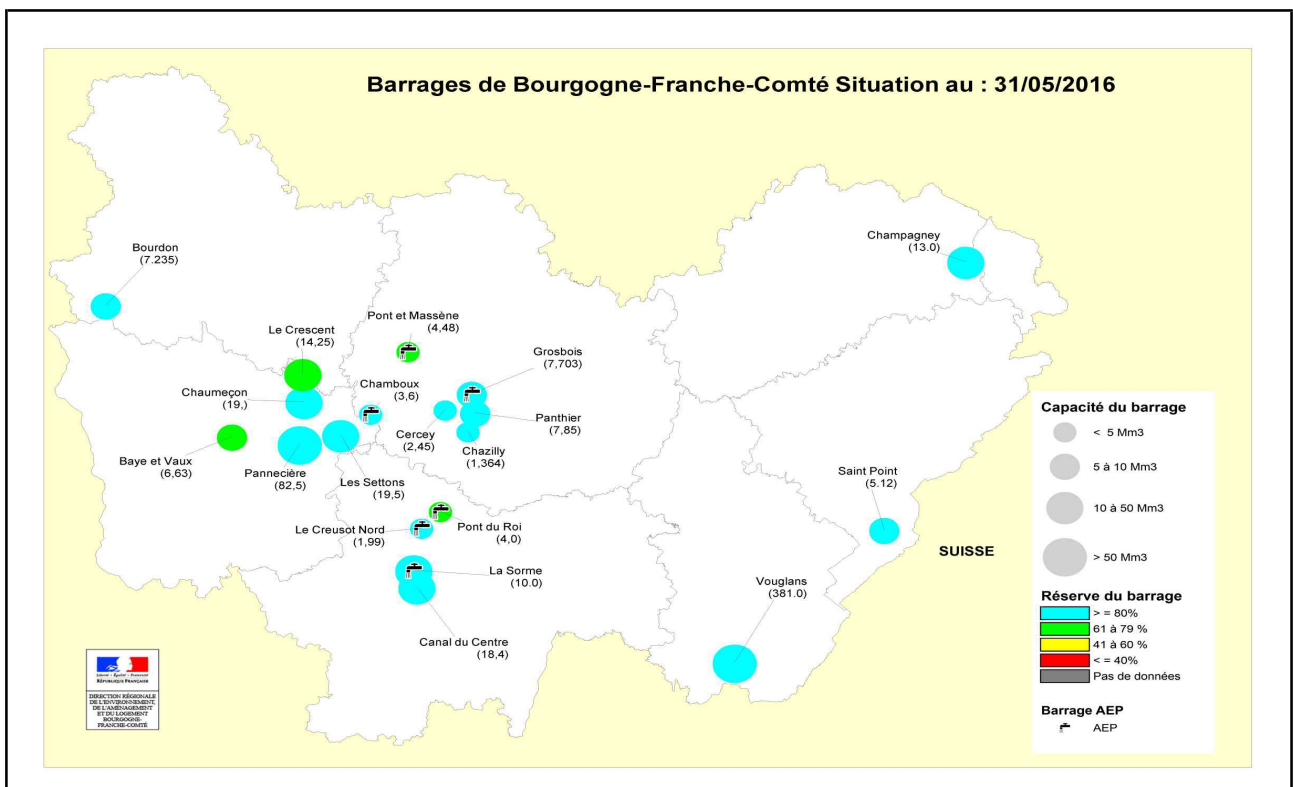 Barrages de Bourgogne-Franche-Comté Situation au : 31/05/2016
Bourdon
(7.235)
Champagney
(13.0)
Pont et Massène
(4,48)
Le Crescent
(14,25)
Grosbois
(7,703)
Chaumeçon
(19,)
Chamboux
(3,6)
Panthier
(7,85)
Cercey
(2,45)
Chazilly
(1,364)
Baye et Vaux
(6,63)
Pannecière
(82,5)
Les Settons
(19,5)
Saint Point
(5.12)
Le Creusot Nord
(1,99)
Pont du Roi
(4,0)
SUISSE
La Sorme
(10.0)
Vouglans
(381.0)
Canal du Centre
(18,4)
Capacité du barrage
< 5 Mm3
5 à 10 Mm3
10 à 50 Mm3
> 50 Mm3
Réserve du barrage
> = 80%
61 à 79 %
41 à 60 %
< = 40%
Pas de données
Barrage AEP
AEP
Liberté • Égalité • Fraternité
RÉPUBLIQUE FRANÇAISE
DIRECTION RÉGIONALE
DE L'ENVIRONNEMENT,
DE L'AMÉNAGEMENT
ET DU LOGEMENT
BOURGOGNE-
FRANCHE-COMTÉ